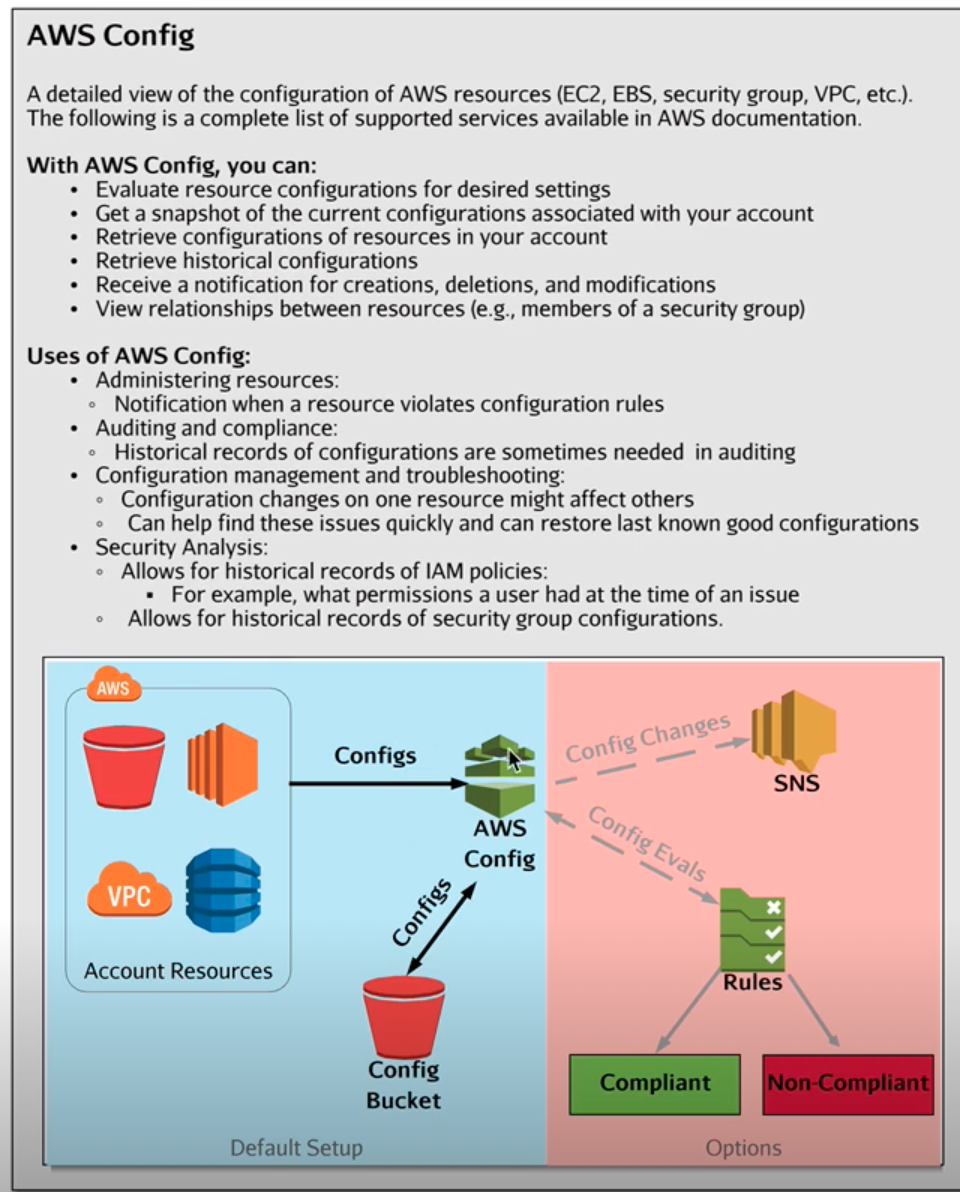 AWS Config
A detailed view of the configuration of AWS resources (EC2, EBS, security group, VPC, etc.).
The following is a complete list of supported services available in AWS documentation.
With AWS Config, you can:
• Evaluate resource configurations for desired settings
• Get a snapshot of the current configurations associated with your account
• Retrieve configurations of resources in your account
• Retrieve historical configurations
• Receive a notification for creations, deletions, and modifications
• View relationships between resources (e.g., members of a security group)
Uses of AWS Config:
• Administering resources:
◦ Notification when a resource violates configuration rules
• Auditing and compliance:
◦ Historical records of configurations are sometimes needed in auditing
• Configuration management and troubleshooting:
◦ Configuration changes on one resource might affect others
◦ Can help find these issues quickly and can restore last known good configurations
• Security Analysis:
◦ Allows for historical records of IAM policies:
▪ For example, what permissions a user had at the time of an issue
◦ Allows for historical records of security group configurations.
AWS
VPC
Account Resources
Configs
AWS
Config
Configs
Config
Bucket
Default Setup
Config Changes
SNS
Config Evals
Rules
Compliant
Non-Compliant
Options